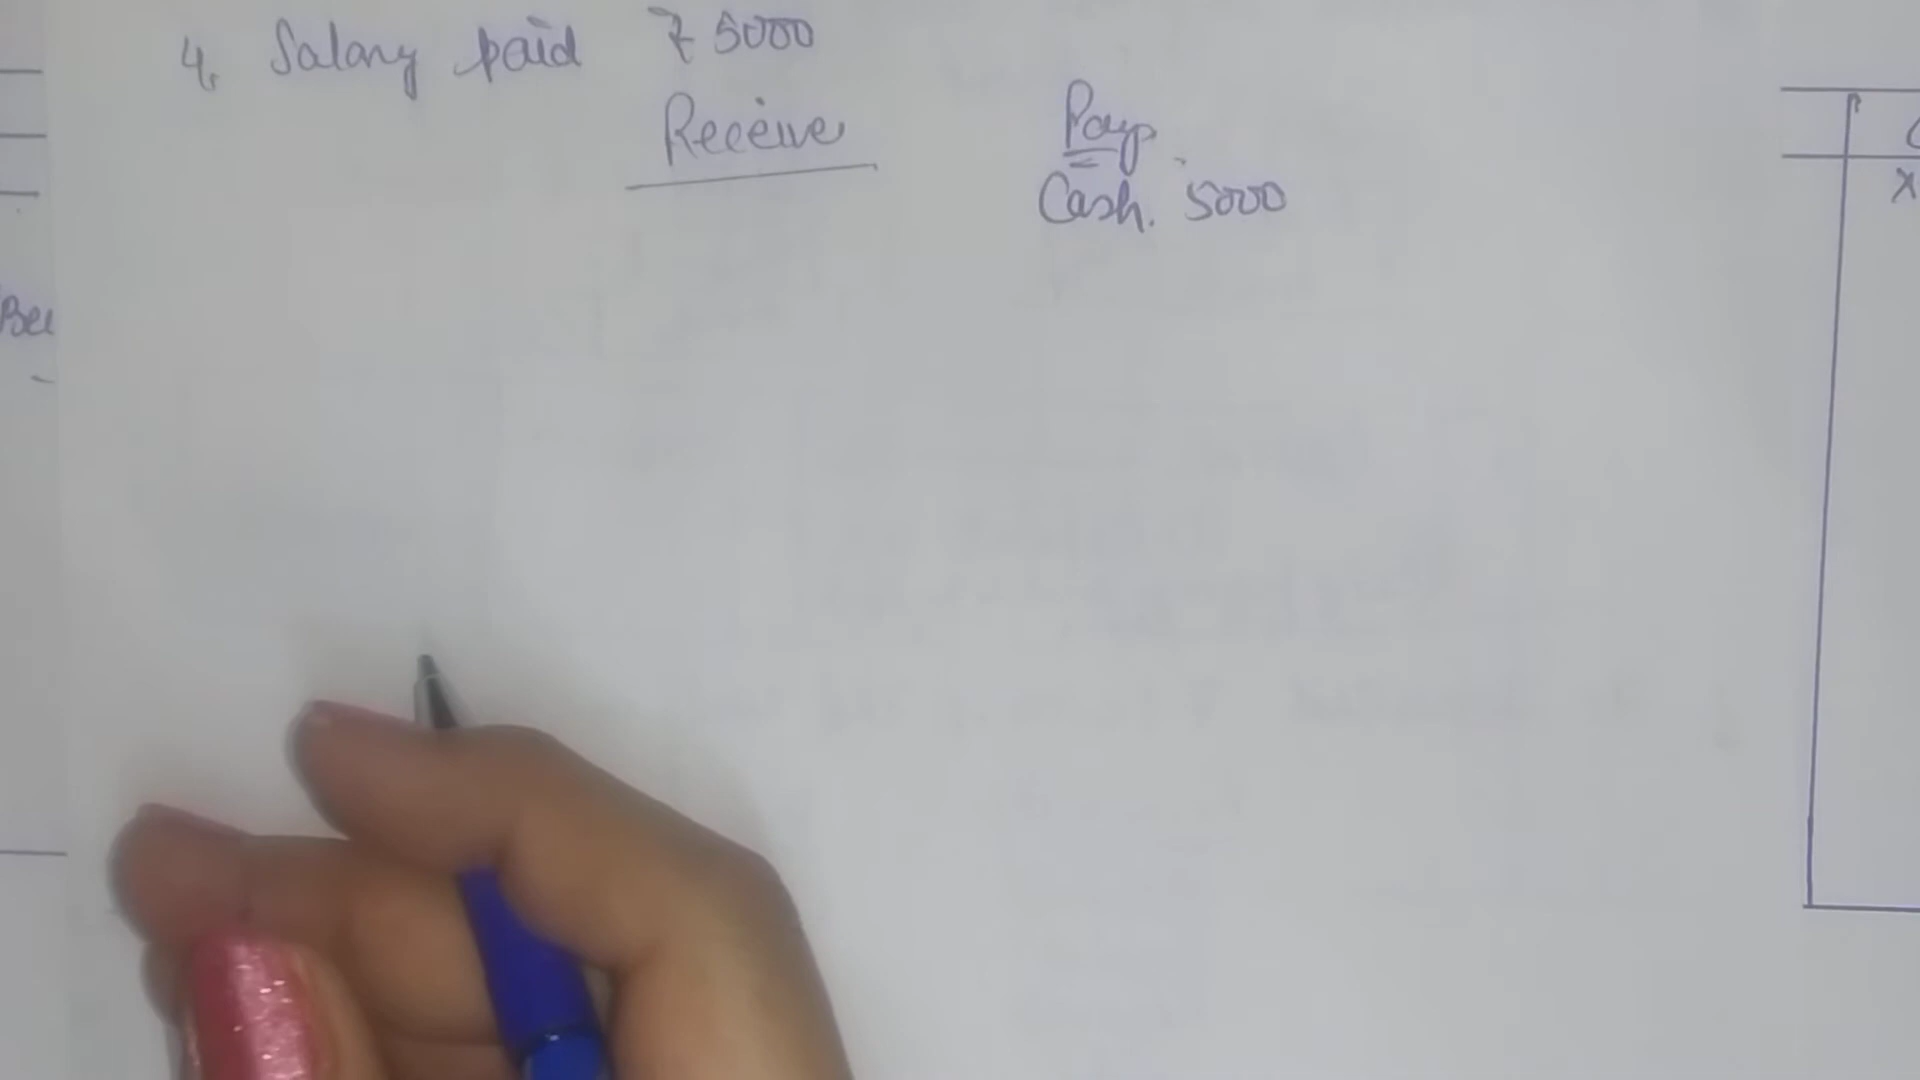 4. Salary paid ₹ 5000
Receive Pay
Cash. 5000